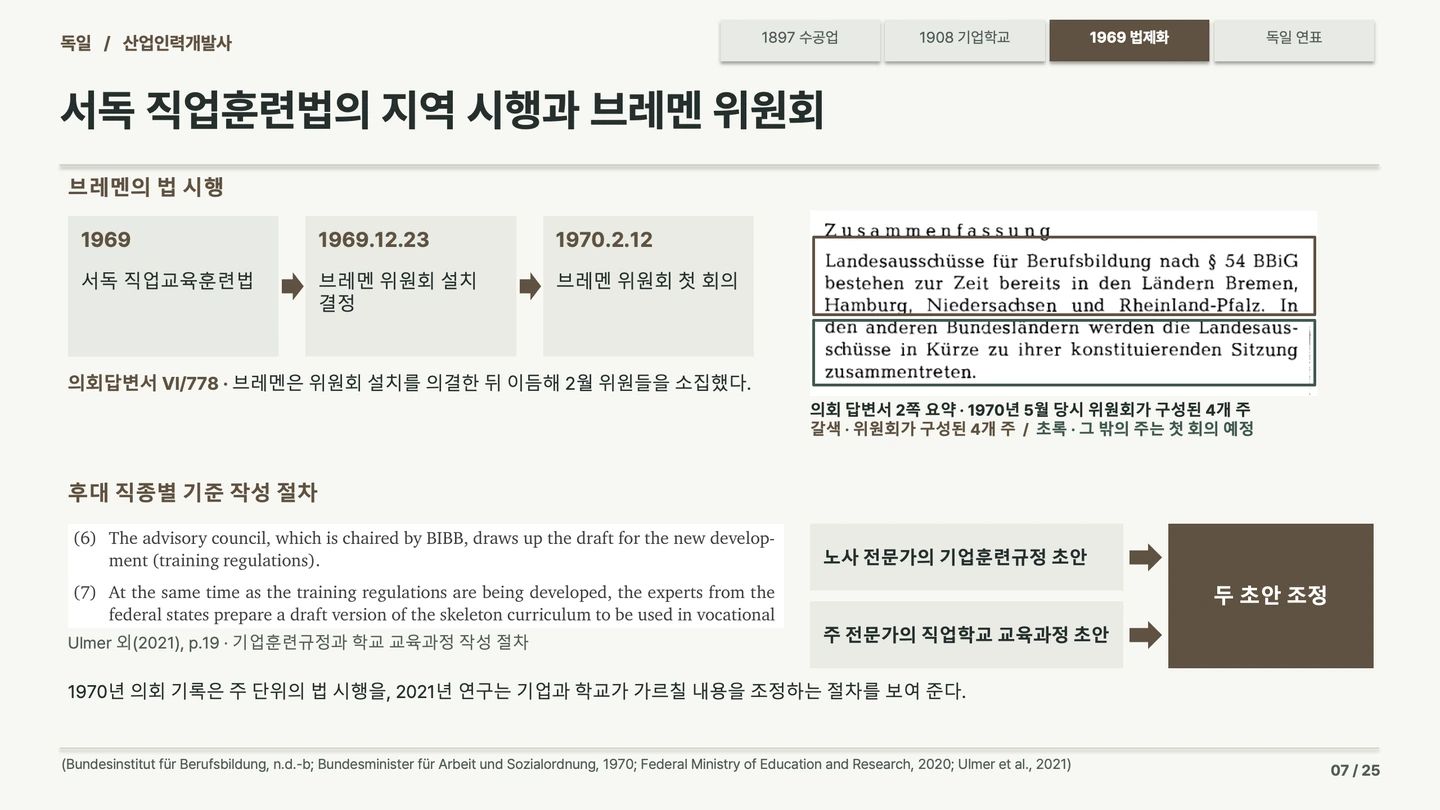 독일 / 산업인력개발사
1897 수공업
1908 기업학교
1969 법제화
독일 연표
서독 직업훈련법의 지역 시행과 브레멘 위원회
브레멘의 법 시행
1969
서독 직업교육훈련법
1969.12.23
브레멘 위원회 설치
결정
1970.2.12
브레멘 위원회 첫 회의
의회답변서 VI/778 · 브레멘은 위원회 설치를 의결한 뒤 이듬해 2월 위원들을 소집했다.
Zusammenfassung
Landesausschüsse für Berufsbildung nach § 54 BBiG
bestehen zur Zeit bereits in den Ländern Bremen,
Hamburg, Niedersachsen und Rheinland-Pfalz. In
den anderen Bundesländern werden die Landesaus-
schüsse in Kürze zu ihrer konstituierenden Sitzung
zusammentreten.
의회 답변서 2쪽 요약 · 1970년 5월 당시 위원회가 구성된 4개 주
갈색 · 위원회가 구성된 4개 주 / 초록 · 그 밖의 주는 첫 회의 예정
후대 직종별 기준 작성 절차
(6) The advisory council, which is chaired by BIBB, draws up the draft for the new develop-
ment (training regulations).
(7) At the same time as the training regulations are being developed, the experts from the
federal states prepare a draft version of the skeleton curriculum to be used in vocational
Ulmer 외(2021), p.19 · 기업훈련규정과 학교 교육과정 작성 절차
노사 전문가의 기업훈련규정 초안
주 전문가의 직업학교 교육과정 초안
두 초안 조정
1970년 의회 기록은 주 단위의 법 시행을, 2021년 연구는 기업과 학교가 가르칠 내용을 조정하는 절차를 보여 준다.
(Bundesinstitut für Berufsbildung, n.d.-b; Bundesminister für Arbeit und Sozialordnung, 1970; Federal Ministry of Education and Research, 2020; Ulmer et al., 2021)
07 / 25